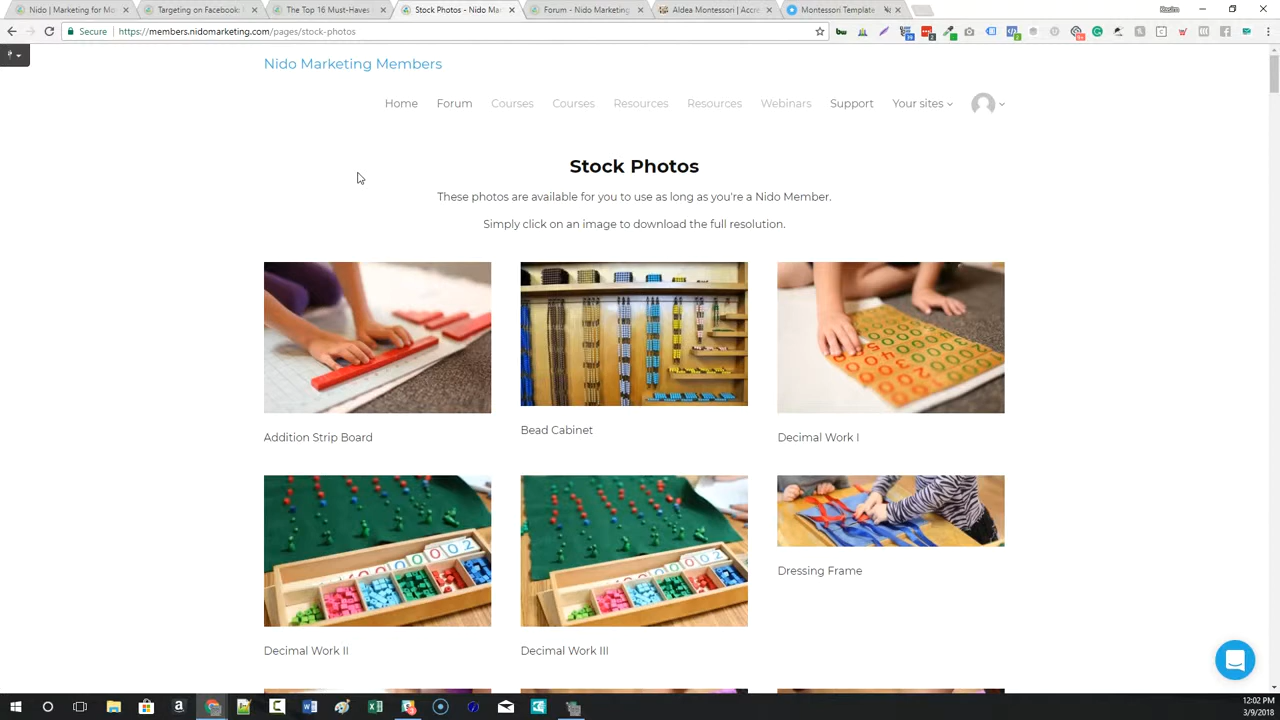 Nido | Marketing for Mo
Targeting on Facebook
The Top 16 Must-Haves
Stock Photos - Nido Mar
Forum - Nido Marketing
Aldea Montessori | Accre
Montessori Template
Secure https://members.nidomarketing.com/pages/stock-photos
Nido Marketing Members
Home Forum Courses Courses Resources Resources Webinars Support Your sites
Stock Photos
These photos are available for you to use as long as you're a Nido Member.
Simply click on an image to download the full resolution.
Addition Strip Board
Bead Cabinet
Decimal Work I
Decimal Work II
Decimal Work III
Dressing Frame
12:02 PM
3/9/2018